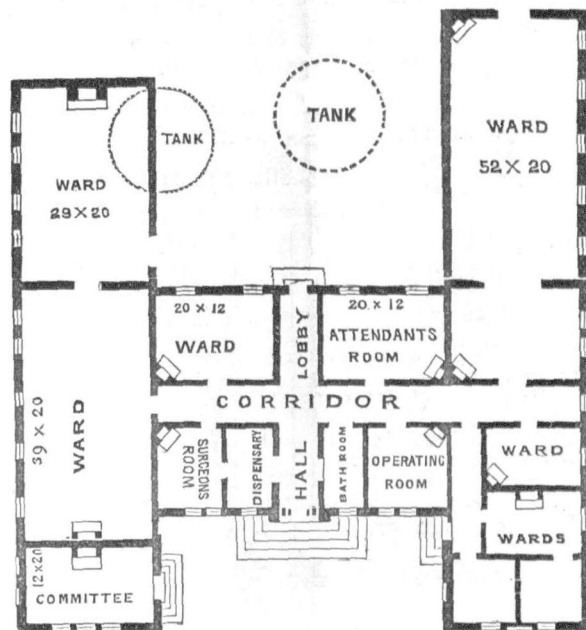 TANK
TANK
WARD
29 × 20
WARD
52 × 20
20 × 12
WARD
LOBBY
20 × 12
ATTENDANTS
ROOM
CORRIDOR
39 × 20
WARD
SURGEONS
ROOM
DISPENSARY
HALL
BATH ROOM
OPERATING
ROOM
WARD
WARDS
12 × 20
COMMITTEE